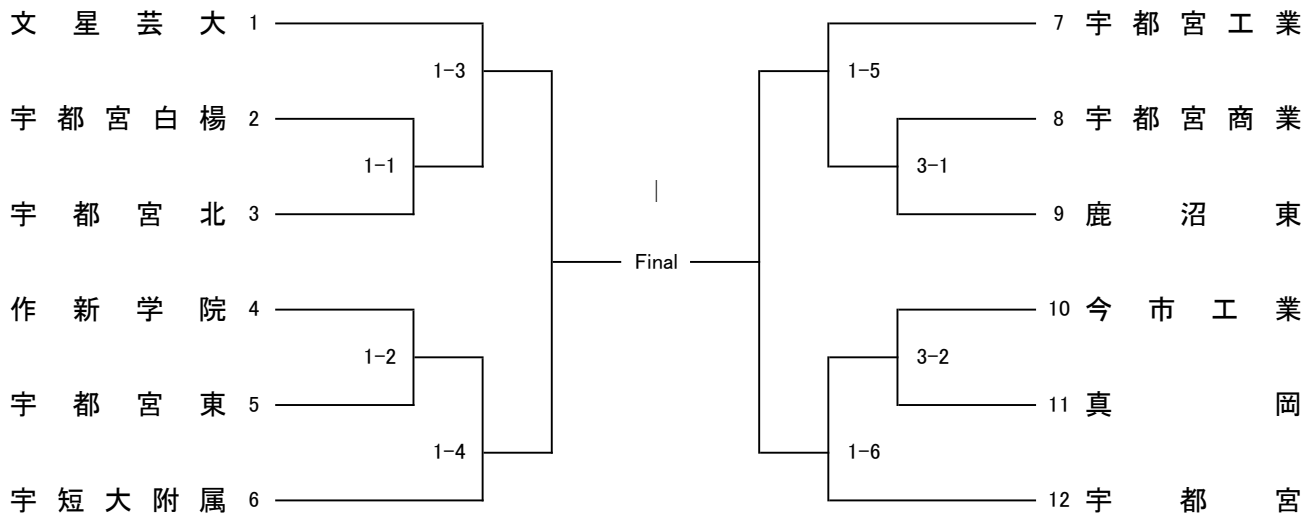 文星芸大 1 7 宇都宮工業
1-3 1-5
宇都宮白楊 2 8 宇都宮商業
1-1 3-1
宇都宮北 3 9 鹿沼東
Final
作新学院 4 10 今市工業
1-2 3-2
宇都宮東 5 11 真岡
1-4 1-6
宇短大附属 6 12 宇都宮